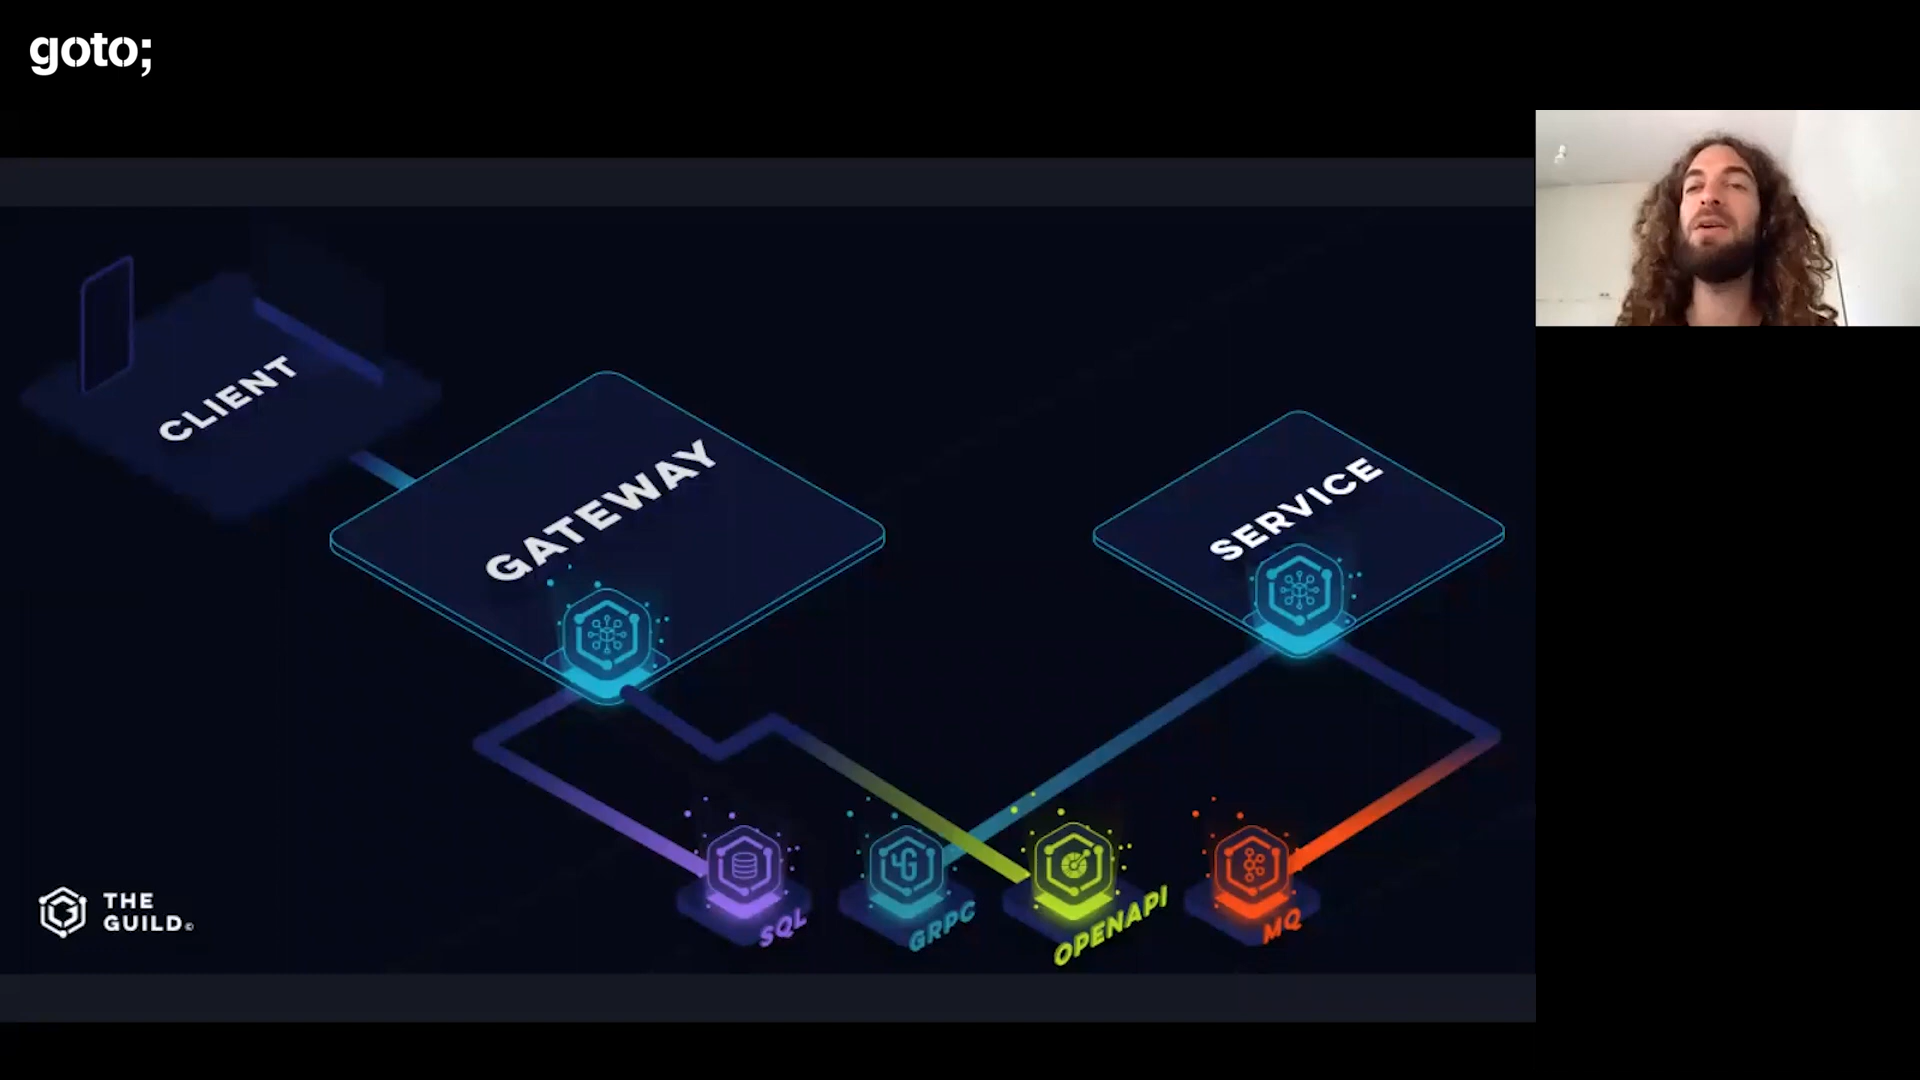 goto;
CLIENT
GATEWAY
SERVICE
SQL
GRPC
OPENAPI
MQ
THE
GUILD©